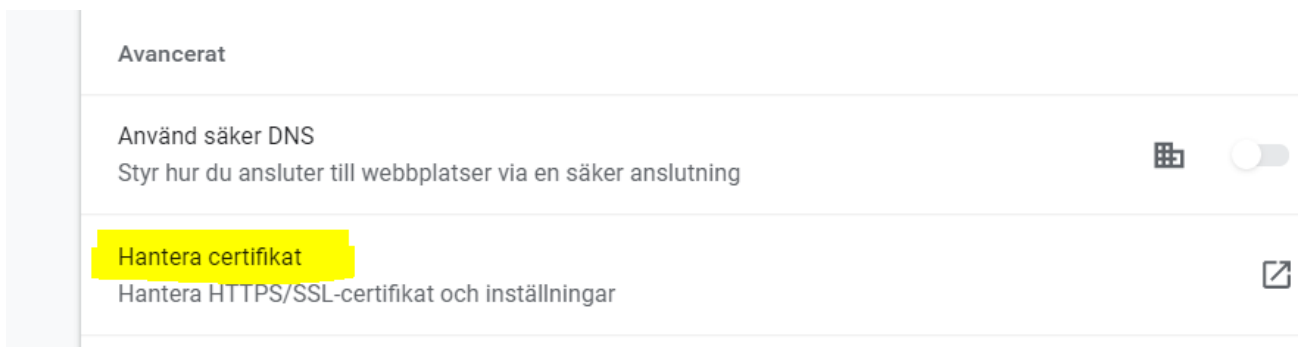 Avancerat
Använd säker DNS
Styr hur du ansluter till webbplatser via en säker anslutning
Hantera certifikat
Hantera HTTPS/SSL-certifikat och inställningar